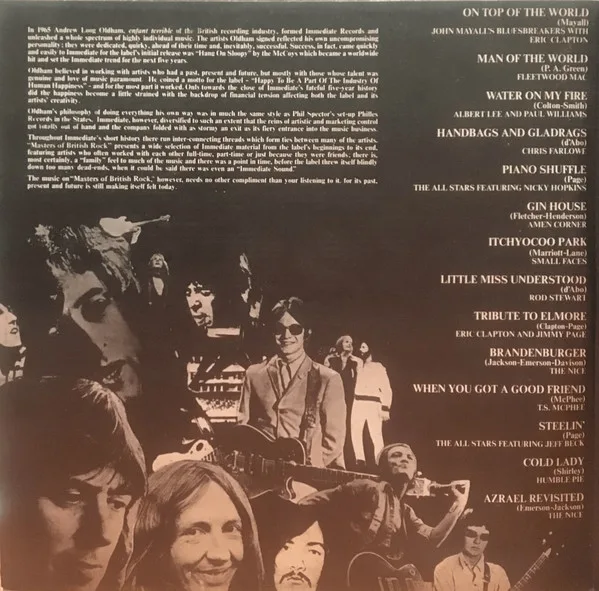 In 1965 Andrew Loog Oldham, enfant terrible of the British recording industry, formed Immediate Records and
unleashed a whole spectrum of highly individual music. The artists Oldham signed reflected his own uncompromising
personality; they were dedicated, quirky, ahead of their time and, inevitably, successful. Success, in fact, came quickly
and easily to Immediate for the label's initial release was "Hang On Sloopy" by the McCoys which became a worldwide
hit and set the Immediate trend for the next five years.
Oldham believed in working with artists who had a past, present and future, but mostly with those whose talent was
genuine and love of music paramount. He coined a motto for the label - "Happy To Be A Part Of The Industry Of
Human Happiness" - and for the most part it worked. Only towards the close of Immediate's fateful five-year history
did the happiness become a little strained with the backdrop of financial tension affecting both the label and its
artists' creativity.
Oldham's philosophy of doing everything his own way was in much the same style as Phil Spector's set-up Philles
Records in the States. Immediate, however, diversified to such an extent that the reins of artistic and marketing control
got totally out of hand and the company folded with as stormy an exit as its fiery entrance into the music business.
Throughout Immediate's short history there run inter-connecting threads which form ties between many of the artists.
"Masters of British Rock" presents a wide selection of Immediate material from the label's beginnings to its end,
featuring artists who often worked with each other full-time, part-time or just because they were friends; there is,
most certainly, a "family" feel to much of the music and there was a point in time, before the label threw itself blindly
down too many dead-ends, when it could be said there was even an "Immediate Sound".
The music on "Masters of British Rock," however, needs no other compliment than your listening to it, for its past,
present and future is still making itself felt today.
ON TOP OF THE WORLD
(Mayall)
JOHN MAYALL'S BLUESBREAKERS WITH
ERIC CLAPTON
MAN OF THE WORLD
(P. A. Green)
FLEETWOOD MAC
WATER ON MY FIRE
(Colton-Smith)
ALBERT LEE AND PAUL WILLIAMS
HANDBAGS AND GLADRAGS
(d'Abo)
CHRIS FARLOWE
PIANO SHUFFLE
(Page)
THE ALL STARS FEATURING NICKY HOPKINS
GIN HOUSE
(Fletcher-Henderson)
AMEN CORNER
ITCHYOCOO PARK
(Marriott-Lane)
SMALL FACES
LITTLE MISS UNDERSTOOD
(d'Abo)
ROD STEWART
TRIBUTE TO ELMORE
(Clapton-Page)
ERIC CLAPTON AND JIMMY PAGE
BRANDENBURGER
(Jackson-Emerson-Davison)
THE NICE
WHEN YOU GOT A GOOD FRIEND
(McPhee)
T.S. MCPHEE
STEELIN'
(Page)
THE ALL STARS FEATURING JEFF BECK
COLD LADY
(Shirley)
HUMBLE PIE
AZRAEL REVISITED
(Emerson-Jackson)
THE NICE